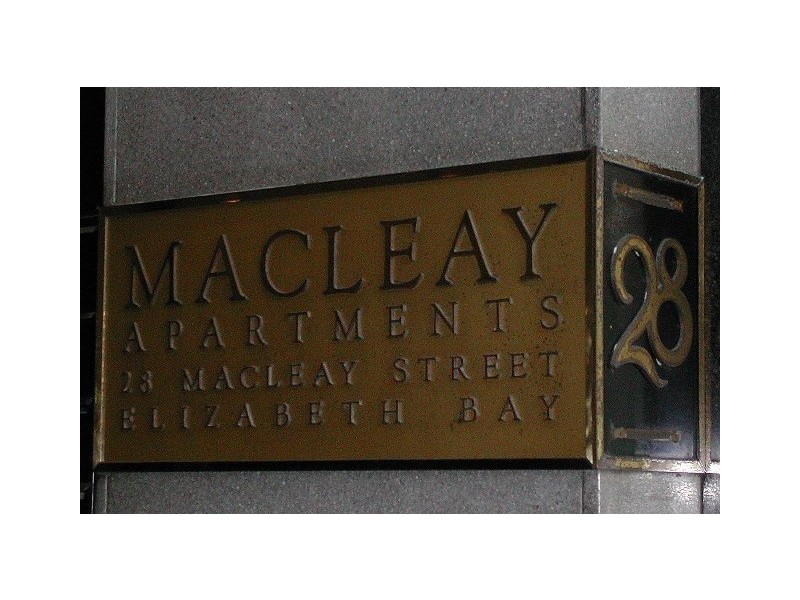 MACLEAY
APARTMENTS
28 MACLEAY STREET
ELIZABETH BAY
28